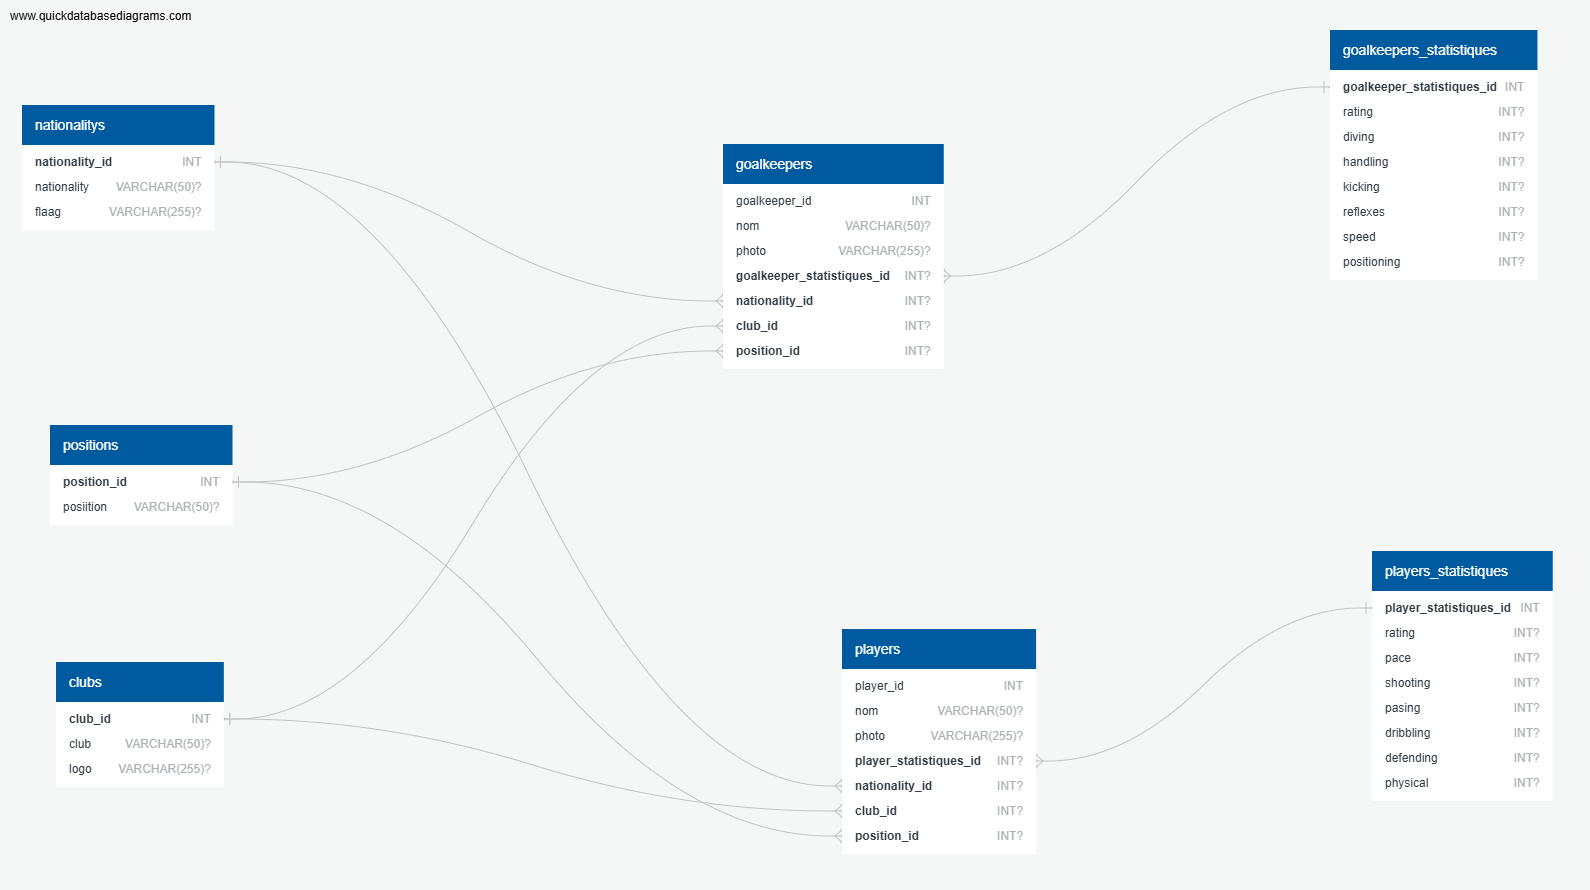 www.quickdatabasediagrams.com
nationalitys
nationality_id INT
nationality VARCHAR(50)?
flaag VARCHAR(255)?
positions
position_id INT
posiition VARCHAR(50)?
clubs
club_id INT
club VARCHAR(50)?
logo VARCHAR(255)?
goalkeepers
goalkeeper_id INT
nom VARCHAR(50)?
photo VARCHAR(255)?
goalkeeper_statistiques_id INT?
nationality_id INT?
club_id INT?
position_id INT?
players
player_id INT
nom VARCHAR(50)?
photo VARCHAR(255)?
player_statistiques_id INT?
nationality_id INT?
club_id INT?
position_id INT?
goalkeepers_statistiques
goalkeeper_statistiques_id INT
rating INT?
diving INT?
handling INT?
kicking INT?
reflexes INT?
speed INT?
positioning INT?
players_statistiques
player_statistiques_id INT
rating INT?
pace INT?
shooting INT?
pasing INT?
dribbling INT?
defending INT?
physical INT?